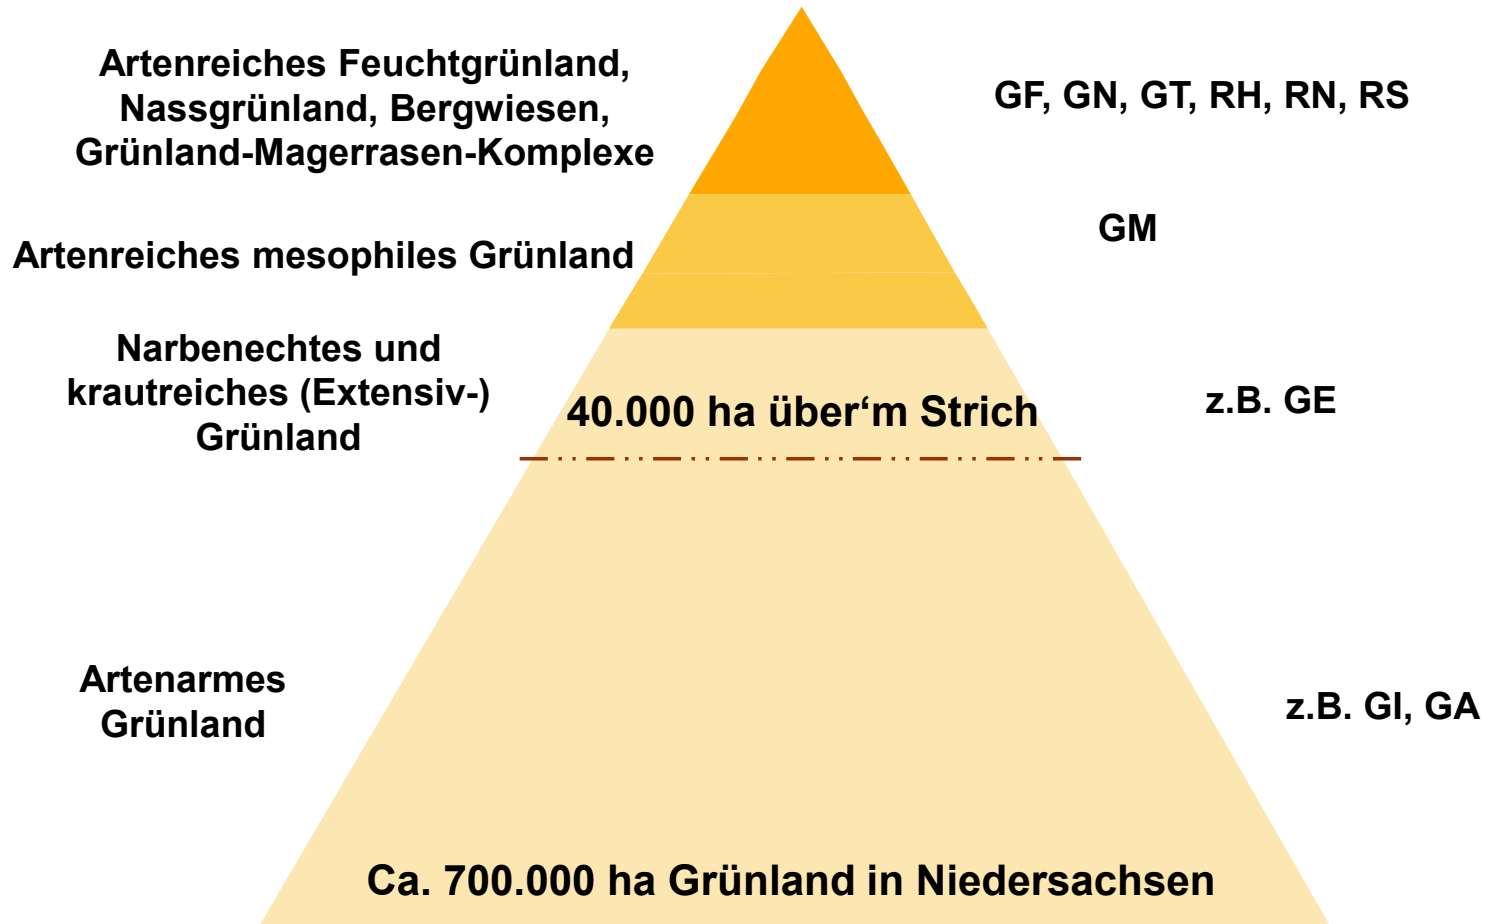 Artenreiches Feuchtgrünland,
Nassgrünland, Bergwiesen,
Grünland-Magerrasen-Komplexe
GF, GN, GT, RH, RN, RS
Artenreiches mesophiles Grünland
GM
Narbenechtes und
krautreiches (Extensiv-)
Grünland
40.000 ha über‘m Strich
z.B. GE
Artenarmes
Grünland
z.B. GI, GA
Ca. 700.000 ha Grünland in Niedersachsen